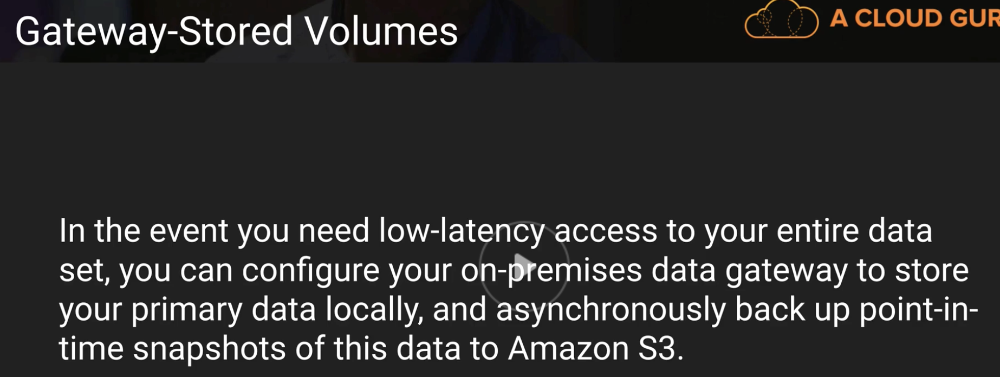 Gateway-Stored Volumes
A CLOUD GUR
In the event you need low-latency access to your entire data
set, you can configure your on-premises data gateway to store
your primary data locally, and asynchronously back up point-in-
time snapshots of this data to Amazon S3.